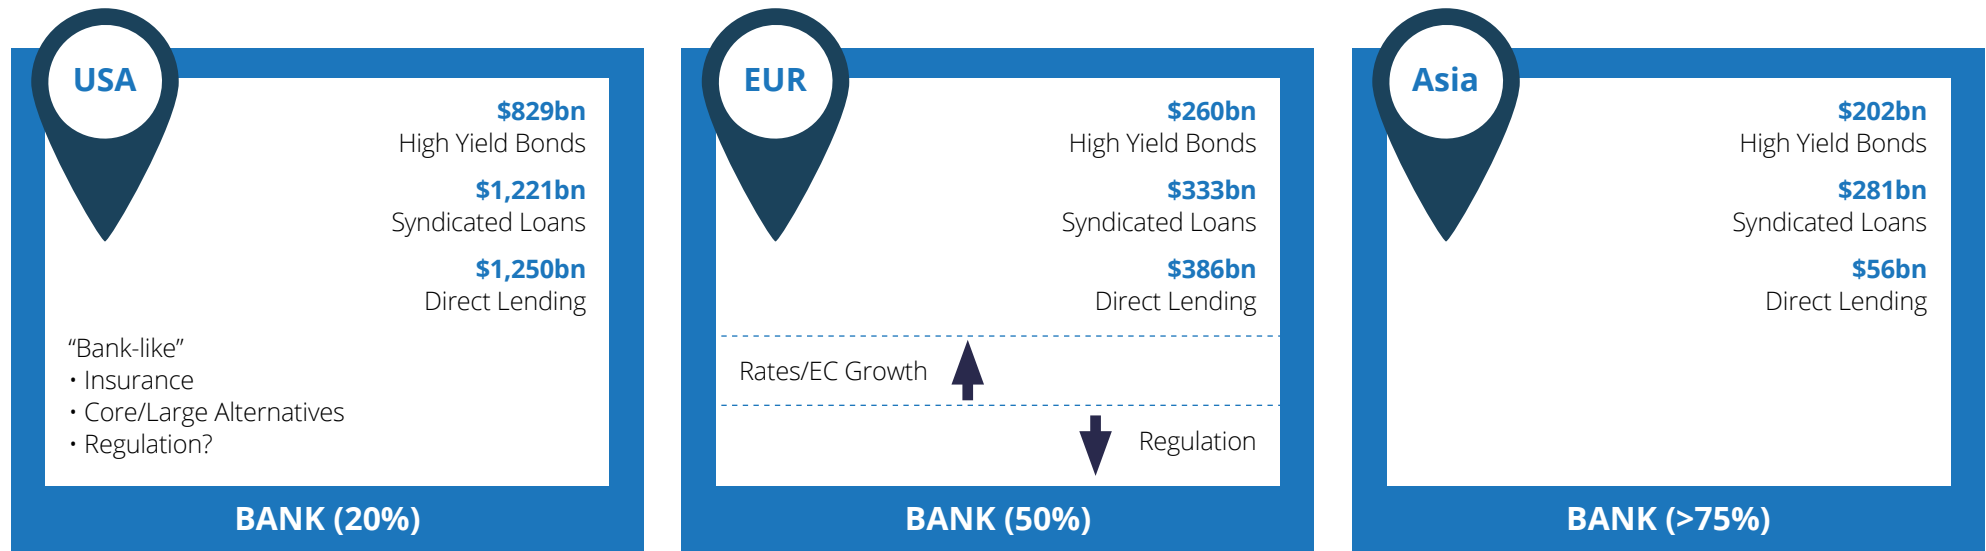 USA
$829bn
High Yield Bonds
$1,221bn
Syndicated Loans
$1,250bn
Direct Lending
“Bank-like”
• Insurance
• Core/Large Alternatives
• Regulation?
BANK (20%)
EUR
$260bn
High Yield Bonds
$333bn
Syndicated Loans
$386bn
Direct Lending
Rates/EC Growth
Regulation
BANK (50%)
Asia
$202bn
High Yield Bonds
$281bn
Syndicated Loans
$56bn
Direct Lending
BANK (>75%)